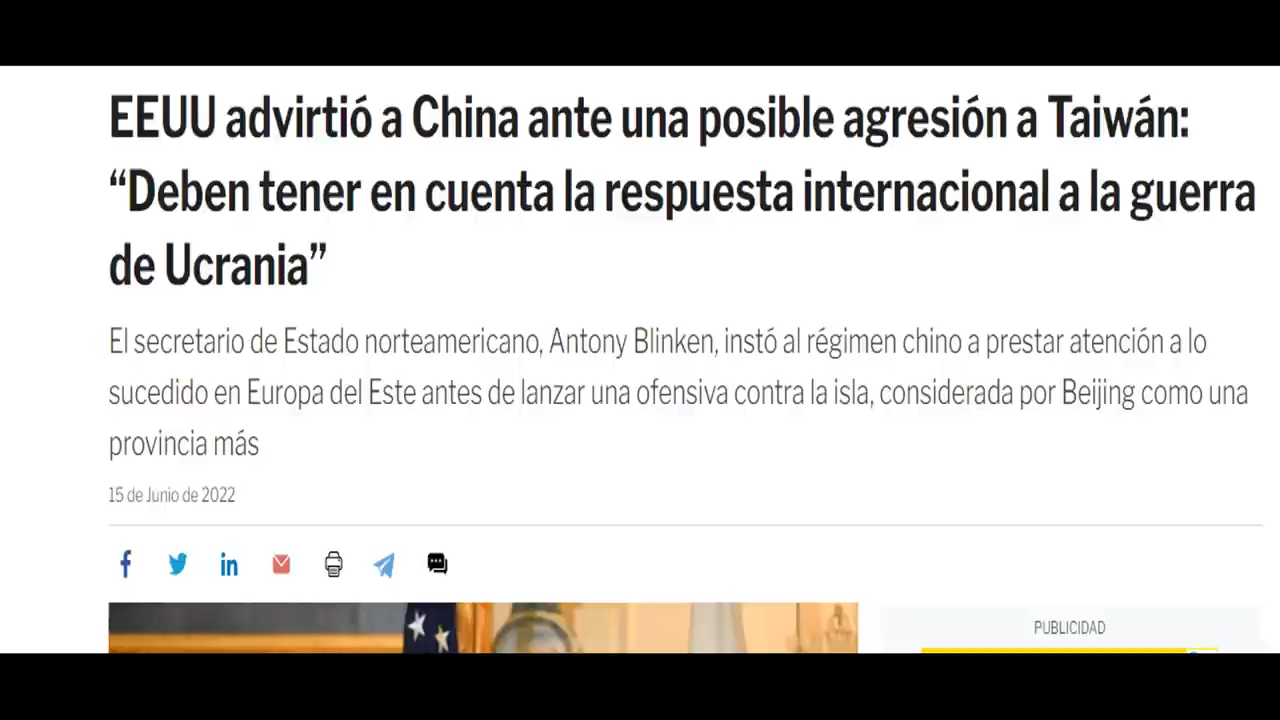 EEUU advirtió a China ante una posible agresión a Taiwán:
“Deben tener en cuenta la respuesta internacional a la guerra
de Ucrania”
El secretario de Estado norteamericano, Antony Blinken, instó al régimen chino a prestar atención a lo
sucedido en Europa del Este antes de lanzar una ofensiva contra la isla, considerada por Beijing como una
provincia más
15 de Junio de 2022
PUBLICIDAD